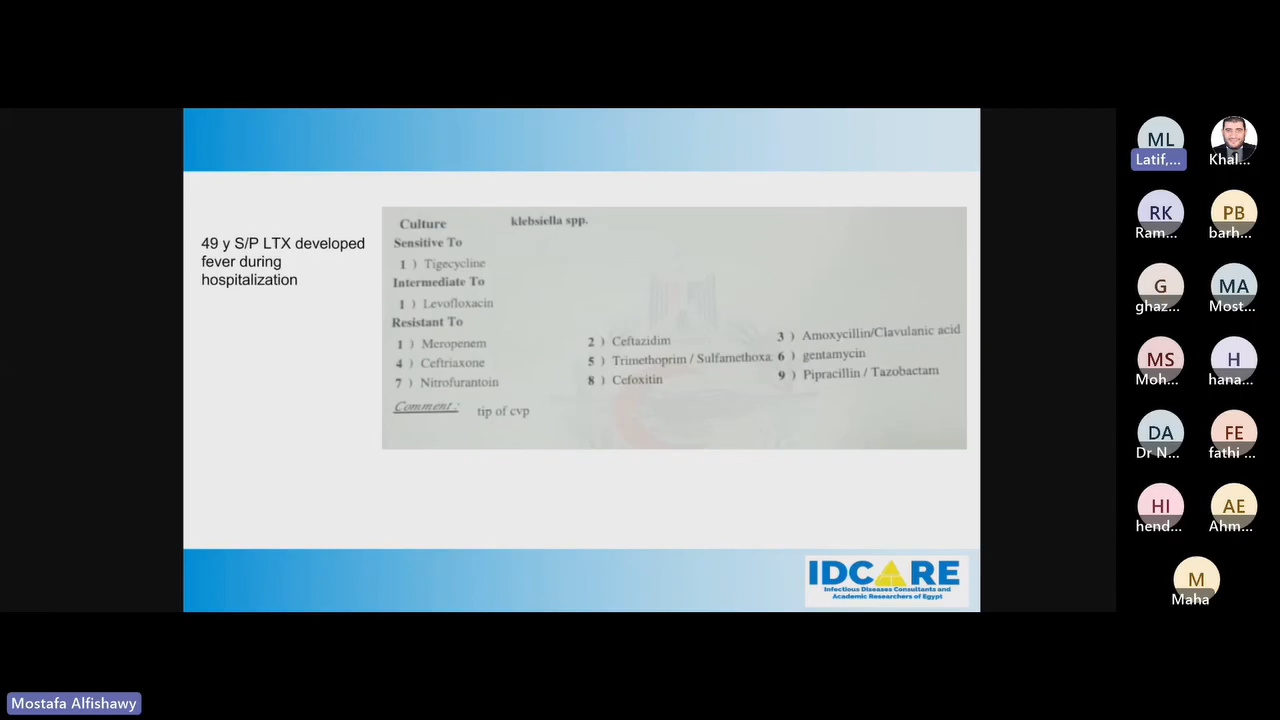 49 y S/P LTX developed
fever during
hospitalization
Culture klebsiella spp.
Sensitive To
1 ) Tigecycline
Intermediate To
1 ) Levofloxacin
Resistant To
1 ) Meropenem 2 ) Ceftazidim 3 ) Amoxycillin/Clavulanic acid
4 ) Ceftriaxone 5 ) Trimethoprim / Sulfamethoxa 6 ) gentamycin
7 ) Nitrofurantoin 8 ) Cefoxitin 9 ) Pipracillin / Tazobactam
Comment : tip of cvp
IDCARE
Infectious Diseases Consultants and
Academic Researchers of Egypt
ML
Latif,...
Khal...
RK
Ram...
PB
barh...
G
ghaz...
MA
Most...
MS
Moh...
H
hana...
DA
Dr N...
FE
fathi ...
HI
hend...
AE
Ahm...
M
Maha
Mostafa Alfishawy